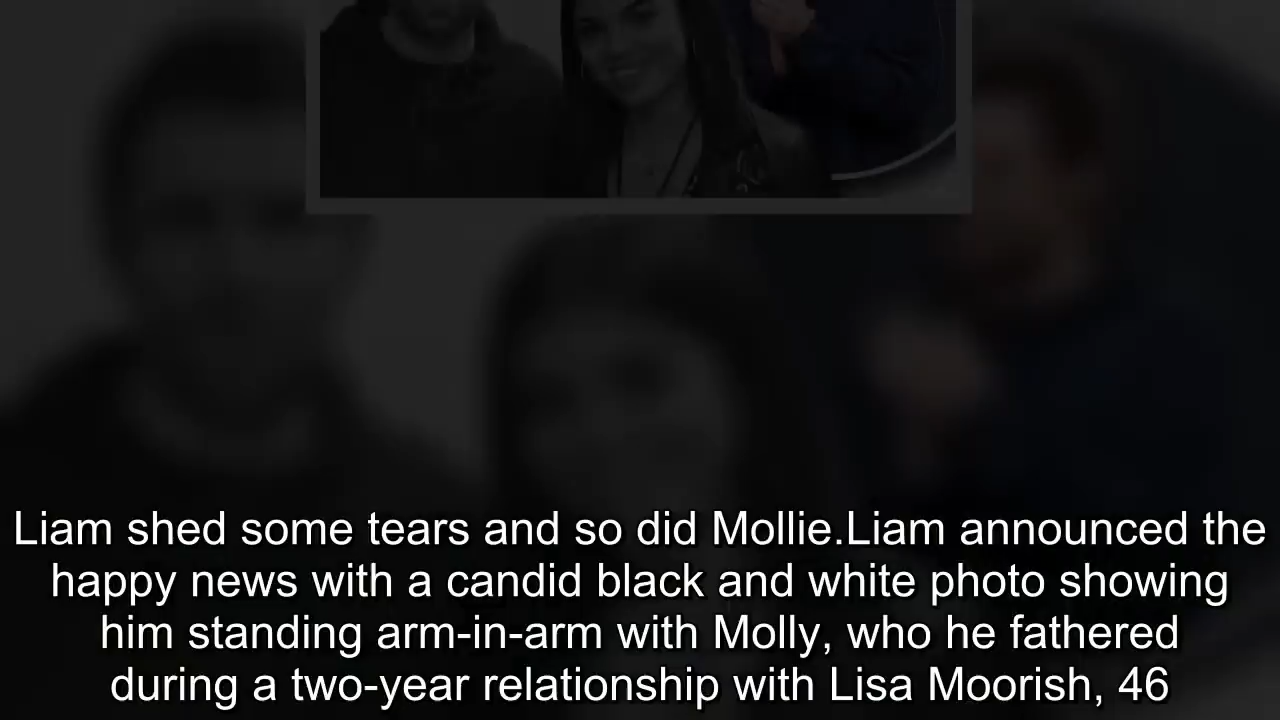 Liam shed some tears and so did Mollie.Liam announced the
happy news with a candid black and white photo showing
him standing arm-in-arm with Molly, who he fathered
during a two-year relationship with Lisa Moorish, 46